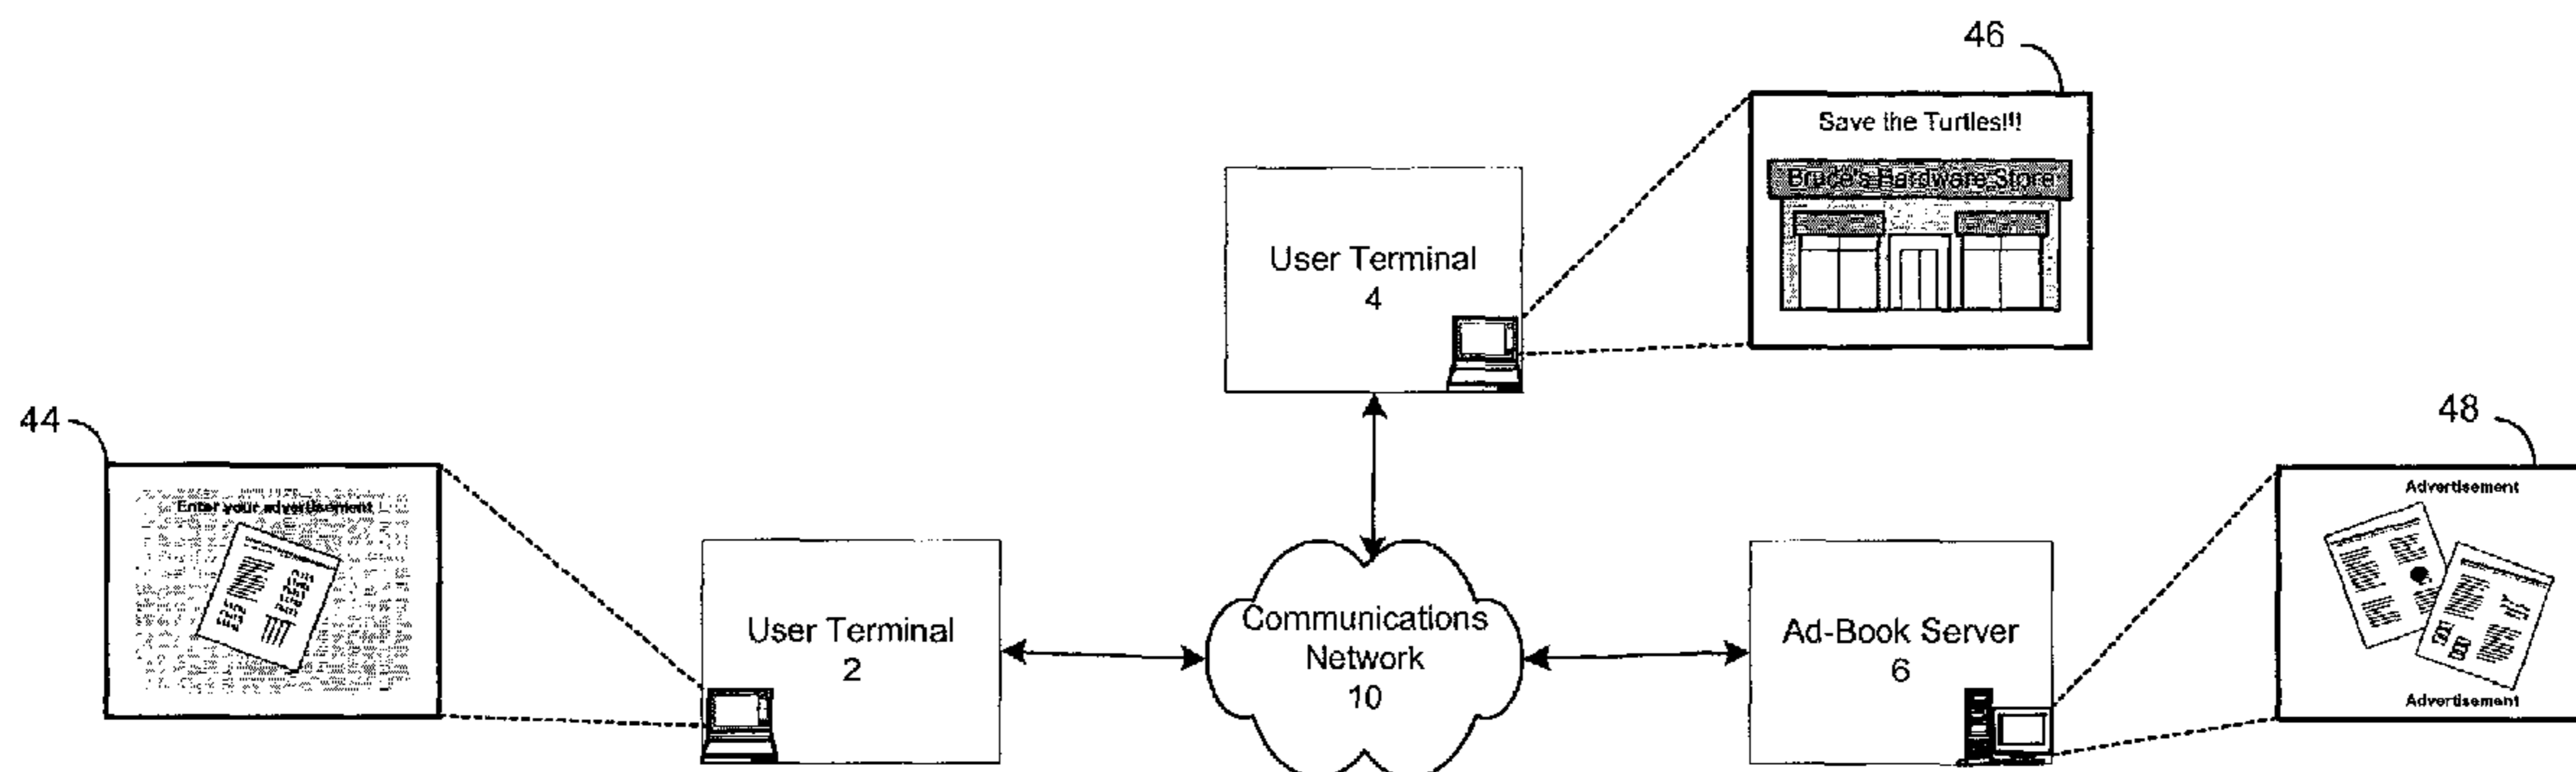 46
Save the Turtles!!!
Bruce's Hardware Store
User Terminal
4
44
Enter your advertisement
48
Advertisement
Advertisement
User Terminal
2
Communications
Network
10
Ad-Book Server
6